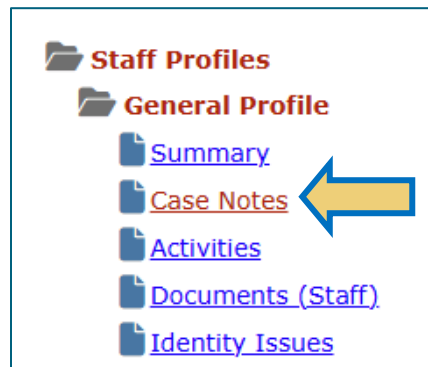 Staff Profiles
General Profile
Summary
Case Notes
Activities
Documents (Staff)
Identity Issues